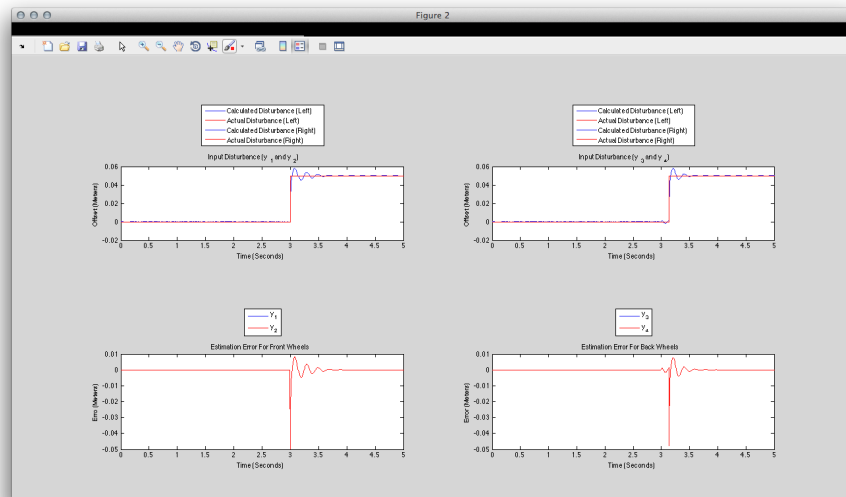 Figure 2
Calculated Disturbance (Left)
Actual Disturbance (Left)
Calculated Disturbance (Right)
Actual Disturbance (Right)
Input Disturbance (y 1 and y 2)
Offset (Meters)
0.06
0.04
0.02
0
-0.02
0 0.5 1 1.5 2 2.5 3 3.5 4 4.5 5
Time (Seconds)
Calculated Disturbance (Left)
Actual Disturbance (Left)
Calculated Disturbance (Right)
Actual Disturbance (Right)
Input Disturbance (y 3 and y 4)
Offset (Meters)
0.06
0.04
0.02
0
-0.02
0 0.5 1 1.5 2 2.5 3 3.5 4 4.5 5
Time (Seconds)
Y1
Y2
Estimation Error For Front Wheels
Erro (Meters)
0.01
0
-0.01
-0.02
-0.03
-0.04
-0.05
0 0.5 1 1.5 2 2.5 3 3.5 4 4.5 5
Time (Seconds)
Y3
Y4
Estimation Error For Back Wheels
Error (Meters)
0.01
0
-0.01
-0.02
-0.03
-0.04
-0.05
0 0.5 1 1.5 2 2.5 3 3.5 4 4.5 5
Time (Seconds)